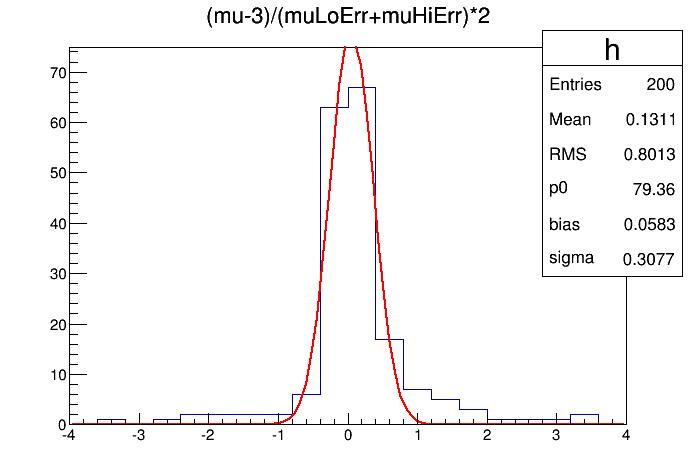 (mu-3)/(muLoErr+muHiErr)*2
h
Entries 200
Mean 0.1311
RMS 0.8013
p0 79.36
bias 0.0583
sigma 0.3077
70
60
50
40
30
20
10
0
-4 -3 -2 -1 0 1 2 3 4